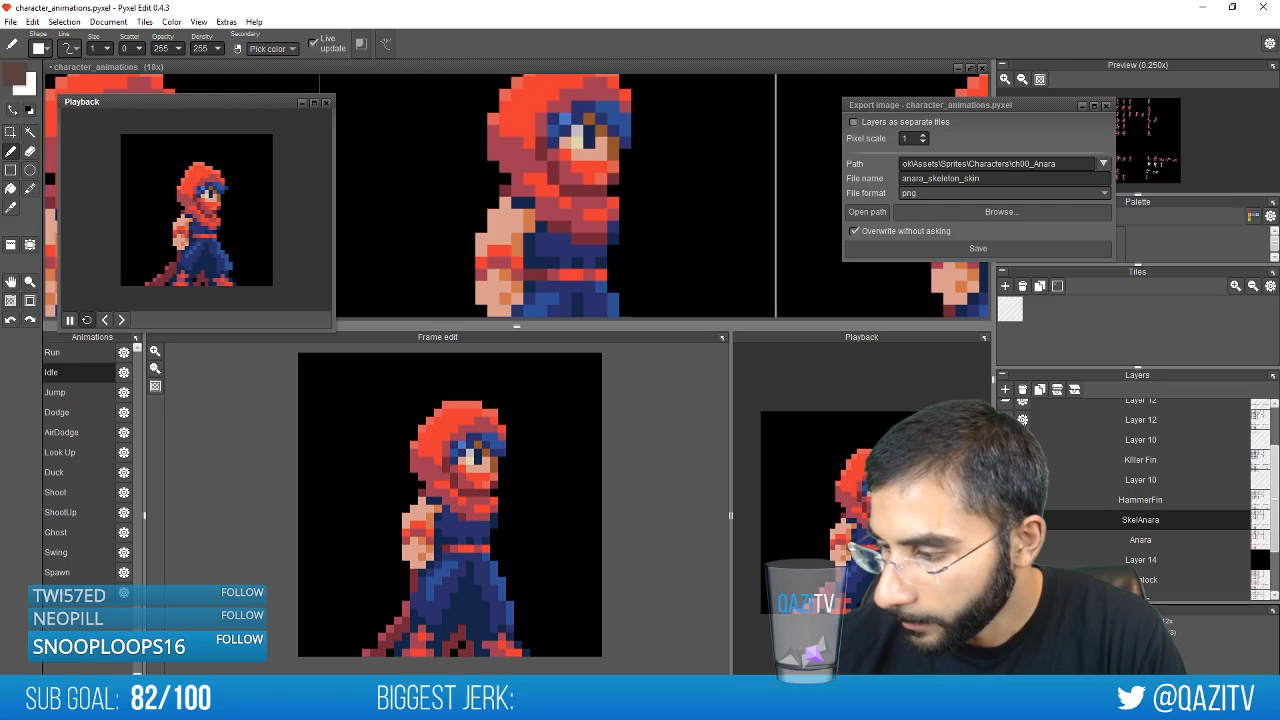 character_animations.pyxel - Pyxel Edit 0.4.3
File Edit Selection Document Tiles Color View Extras Help
Line Size Scatter Opacity Density Secondary
1 0 255 255 Pick color Live update
character_animations (10x)
Preview (0.250x)
Playback
Export image - character_animations.pyxel
Layers as separate files
Pixel scale 1
Path ok\Assets\Sprites\Characters\ch00_Anara
File name anara_skeleton_skin
File format png
Open path Browse...
Overwrite without asking
Save
Palette
Tiles
Animations
Run
Idle
Jump
Dodge
AirDodge
Look Up
Duck
Shoot
ShootUp
Ghost
Swing
Spawn
Frame edit
Playback
Layers
Layer 12
Layer 12
Layer 10
Killer Fin
Layer 10
HammerFin
SkelAnara
Anara
Layer 14
TWI57ED FOLLOW
NEOPILL FOLLOW
SNOOPLOOPS16 FOLLOW
QAZITV
SUB GOAL: 82/100
BIGGEST JERK:
@QAZITV